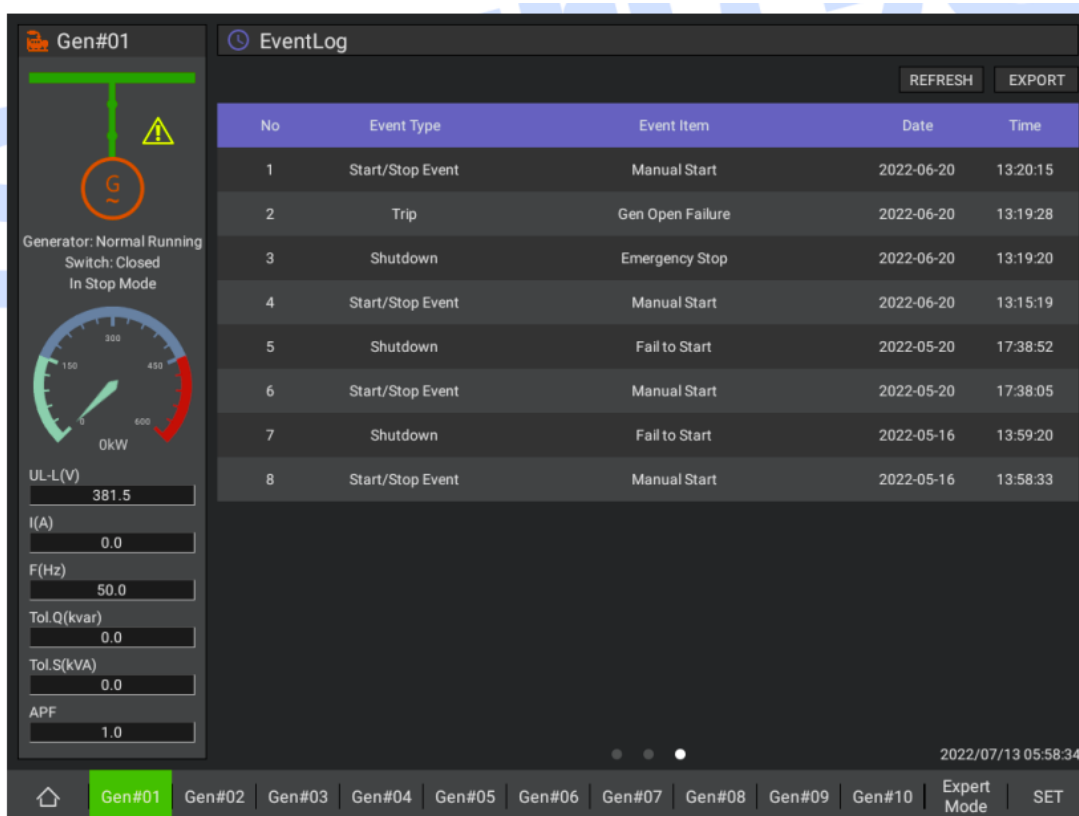 Gen#01
EventLog
REFRESH EXPORT
No Event Type Event Item Date Time
1 Start/Stop Event Manual Start 2022-06-20 13:20:15
2 Trip Gen Open Failure 2022-06-20 13:19:28
3 Shutdown Emergency Stop 2022-06-20 13:19:20
4 Start/Stop Event Manual Start 2022-06-20 13:15:19
5 Shutdown Fail to Start 2022-05-20 17:38:52
6 Start/Stop Event Manual Start 2022-05-20 17:38:05
7 Shutdown Fail to Start 2022-05-16 13:59:20
8 Start/Stop Event Manual Start 2022-05-16 13:58:33
G
~
Generator: Normal Running
Switch: Closed
In Stop Mode
300
150 450
0 600
0kW
UL-L(V)
381.5
I(A)
0.0
F(Hz)
50.0
Tol.Q(kvar)
0.0
Tol.S(kVA)
0.0
APF
1.0
2022/07/13 05:58:34
Gen#01 Gen#02 Gen#03 Gen#04 Gen#05 Gen#06 Gen#07 Gen#08 Gen#09 Gen#10 Expert Mode SET